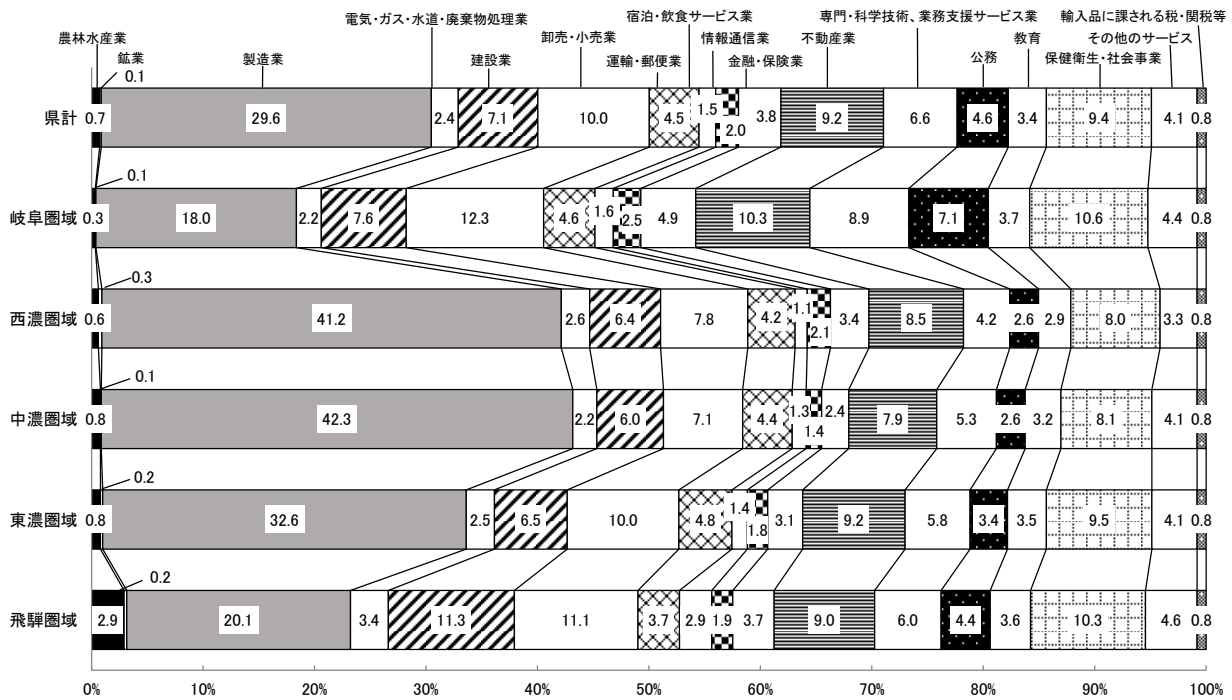 電気・ガス・水道・廃棄物処理業 宿泊・飲食サービス業 専門・科学技術、業務支援サービス業 輸入品に課される税・関税等
農林水産業 卸売・小売業 情報通信業 不動産業 教育 その他のサービス
鉱業 製造業 建設業 運輸・郵便業 金融・保険業 公務 保健衛生・社会事業
0.1
県計 0.7 29.6 2.4 7.1 10.0 4.5 1.5 2.0 3.8 9.2 6.6 4.6 3.4 9.4 4.1 0.8
0.1
岐阜圏域 0.3 18.0 2.2 7.6 12.3 4.6 1.6 2.5 4.9 10.3 8.9 7.1 3.7 10.6 4.4 0.8
0.3
西濃圏域 0.6 41.2 2.6 6.4 7.8 4.2 1.1 2.1 3.4 8.5 4.2 2.6 2.9 8.0 3.3 0.8
0.1
中濃圏域 0.8 42.3 2.2 6.0 7.1 4.4 1.3 1.4 2.4 7.9 5.3 2.6 3.2 8.1 4.1 0.8
0.2
東濃圏域 0.8 32.6 2.5 6.5 10.0 4.8 1.4 1.8 3.1 9.2 5.8 3.4 3.5 9.5 4.1 0.8
0.2
飛騨圏域 2.9 20.1 3.4 11.3 11.1 3.7 2.9 1.9 3.7 9.0 6.0 4.4 3.6 10.3 4.6 0.8
0% 10% 20% 30% 40% 50% 60% 70% 80% 90% 100%